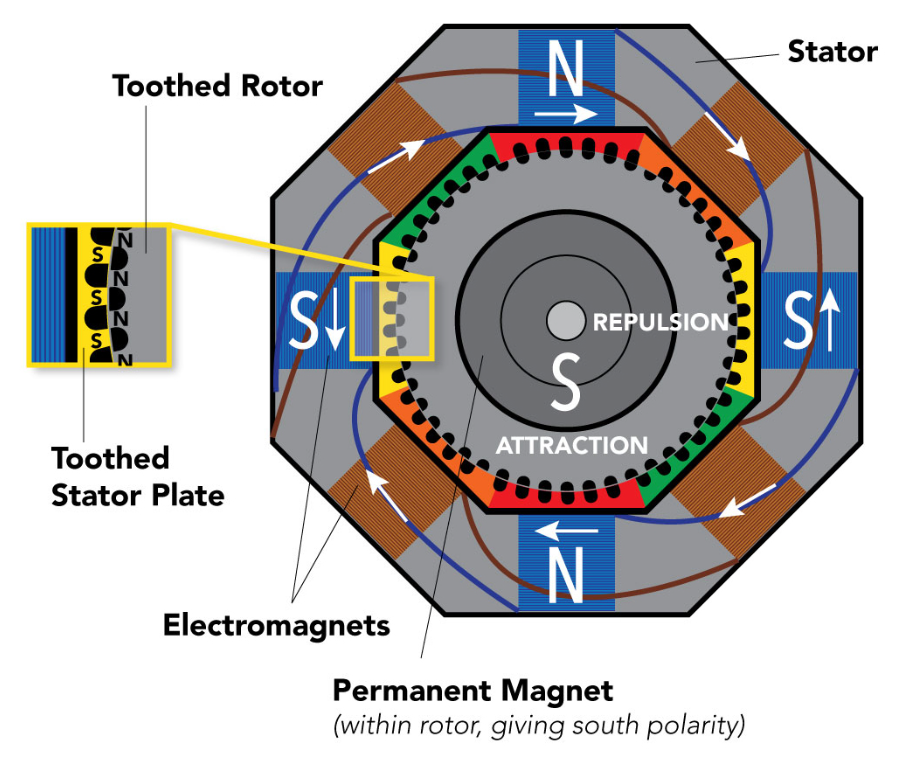 N
Stator
Toothed Rotor
N
S
N
S
N
S
N
S
REPULSION
S
S
ATTRACTION
Toothed
Stator Plate
N
Electromagnets
Permanent Magnet
(within rotor, giving south polarity)